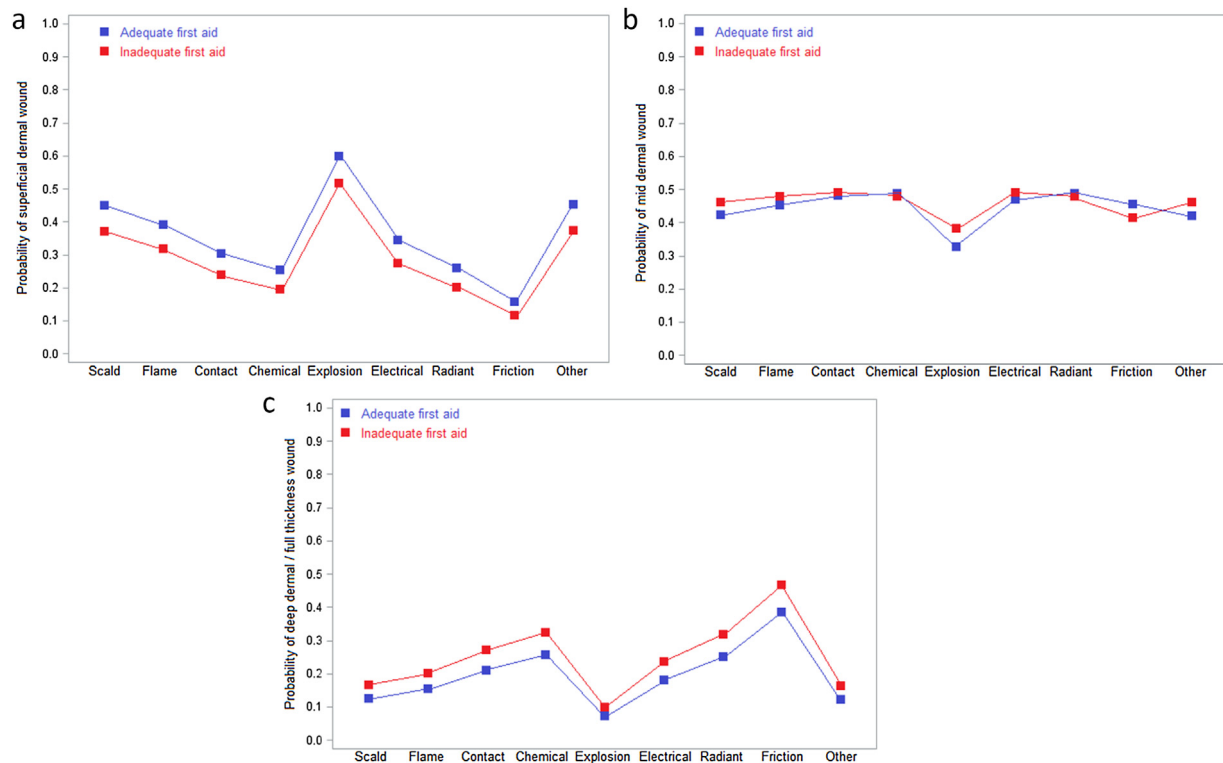 a
Adequate first aid
Inadequate first aid
Probability of superficial dermal wound
1.0
0.9
0.8
0.7
0.6
0.5
0.4
0.3
0.2
0.1
0.0
Scald Flame Contact Chemical Explosion Electrical Radiant Friction Other
b
Adequate first aid
Inadequate first aid
Probability of mid dermal wound
1.0
0.9
0.8
0.7
0.6
0.5
0.4
0.3
0.2
0.1
0.0
Scald Flame Contact Chemical Explosion Electrical Radiant Friction Other
c
Adequate first aid
Inadequate first aid
Probability of deep dermal / full thickness wound
1.0
0.9
0.8
0.7
0.6
0.5
0.4
0.3
0.2
0.1
0.0
Scald Flame Contact Chemical Explosion Electrical Radiant Friction Other